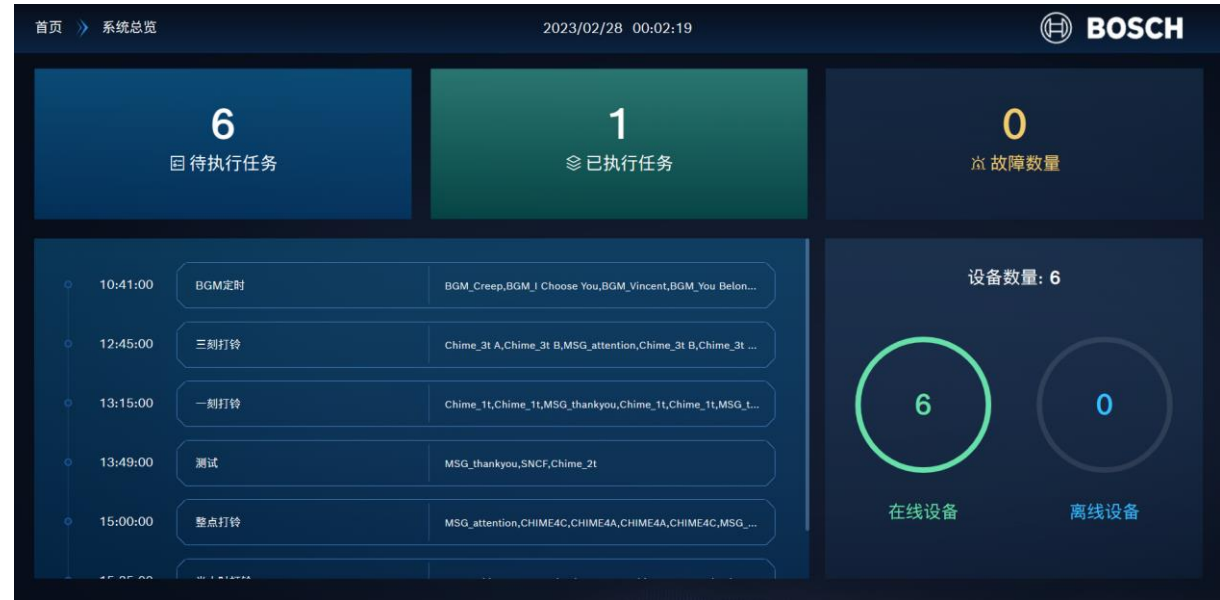 首页 》 系统总览
2023/02/28 00:02:19
BOSCH
6
待执行任务
1
已执行任务
0
故障数量
10:41:00 BGM定时 BGM_Creep,BGM_I Choose You,BGM_Vincent,BGM_You Belon...
12:45:00 三刻打铃 Chime_3t A,Chime_3t B,MSG_attention,Chime_3t B,Chime_3t ...
13:15:00 一刻打铃 Chime_1t,Chime_1t,MSG_thankyou,Chime_1t,Chime_1t,MSG_t...
13:49:00 测试 MSG_thankyou,SNCF,Chime_2t
15:00:00 整点打铃 MSG_attention,CHIME4C,CHIME4A,CHIME4A,CHIME4C,MSG_...
设备数量: 6
6
在线设备
0
离线设备